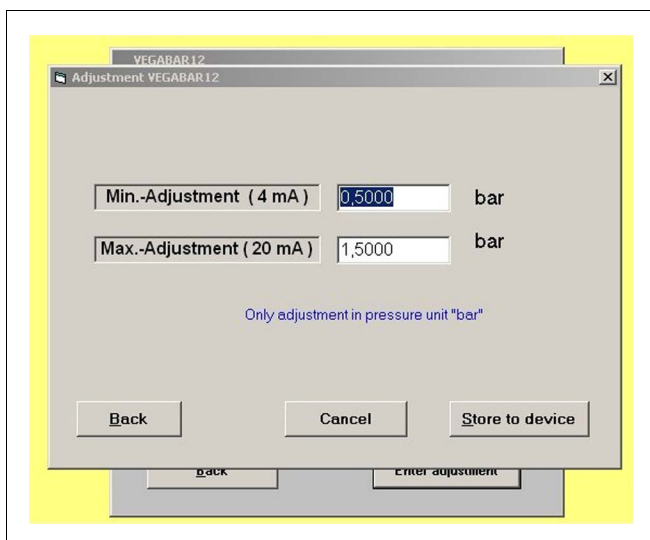 VEGABAR12
Adjustment VEGABAR12
Min.-Adjustment ( 4 mA )
0,5000
bar
Max.-Adjustment ( 20 mA )
1,5000
bar
Only adjustment in pressure unit "bar"
Back
Cancel
Store to device
Back
Enter adjustment